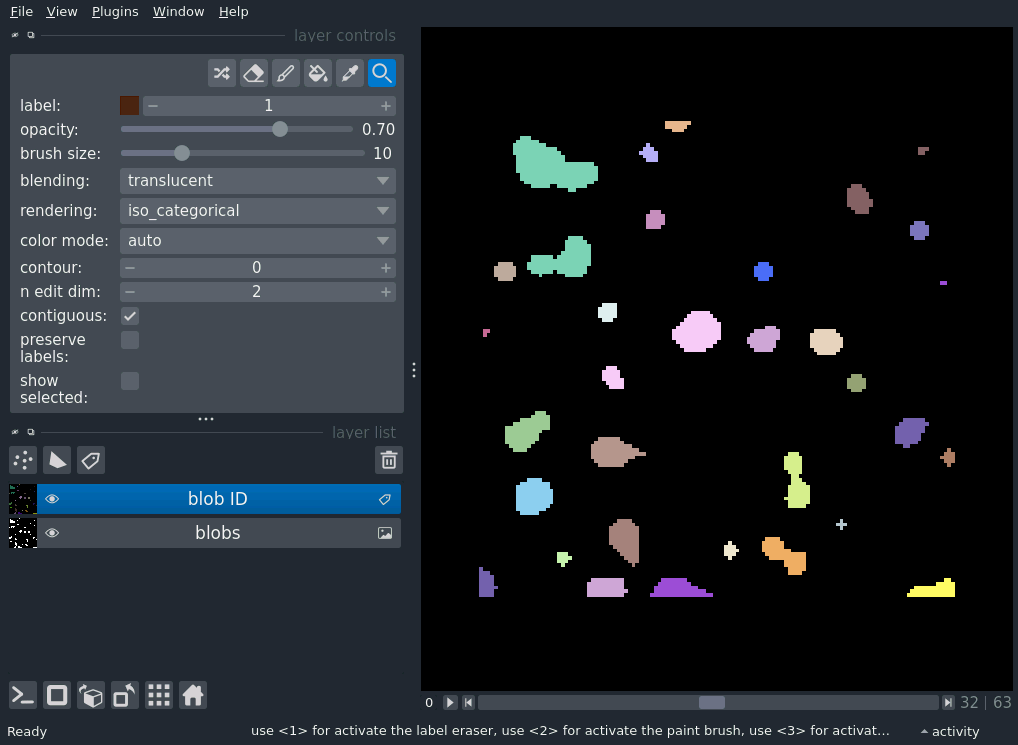 File View Plugins Window Help
layer controls
label: 1
opacity: 0.70
brush size: 10
blending: translucent
rendering: iso_categorical
color mode: auto
contour: 0
n edit dim: 2
contiguous:
preserve
labels:
show
selected:
layer list
blob ID
blobs
0 32 | 63
Ready use <1> for activate the label eraser, use <2> for activate the paint brush, use <3> for activat... activity